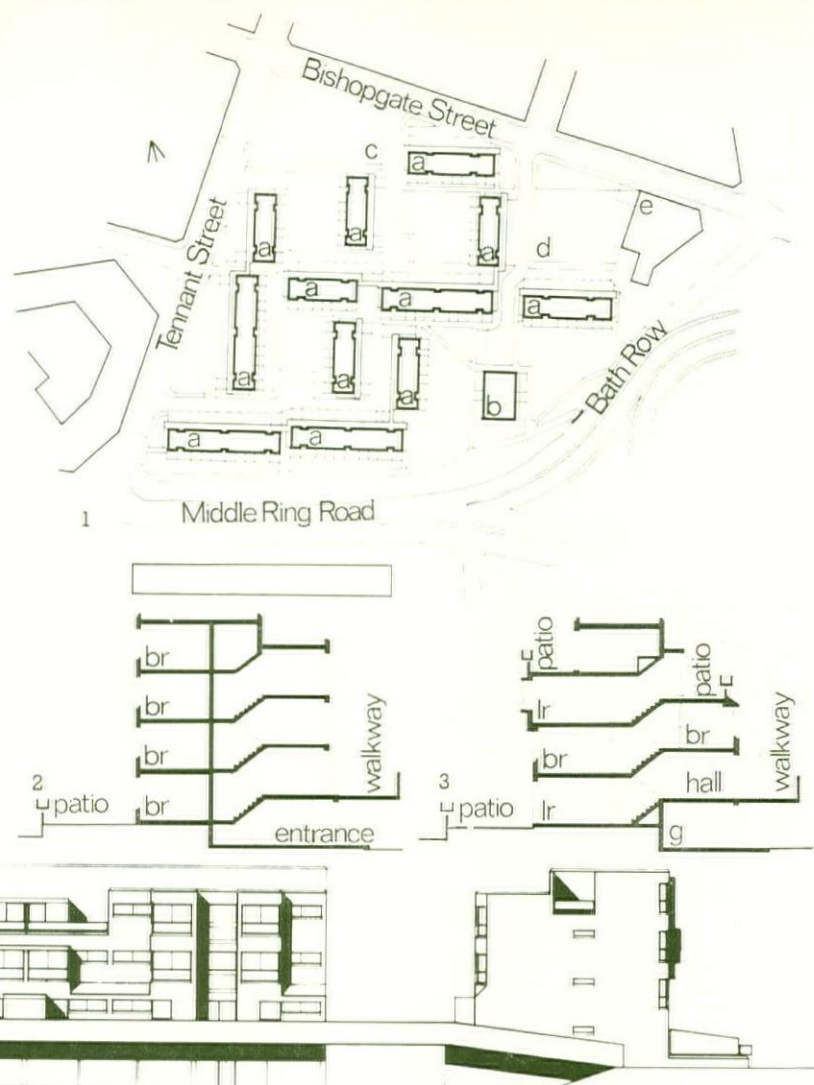 Bishopgate Street
c
a
e
a
a
a
a
d
Tennant Street
a
a
a
a
a
a
b
Bath Row
a
a
1
Middle Ring Road
br
br
br
br
2
patio
walkway
entrance
patio
patio
lr
br
br
3
patio
lr
hall
walkway
g